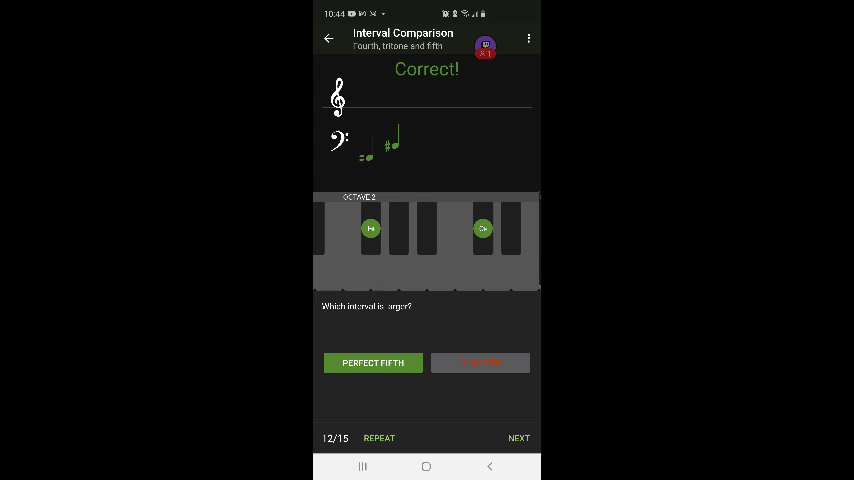 10:44
Interval Comparison
Fourth, tritone and fifth
1
Correct!
OCTAVE 2
F#
C#
Which interval is larger?
PERFECT FIFTH
12/15
REPEAT
NEXT